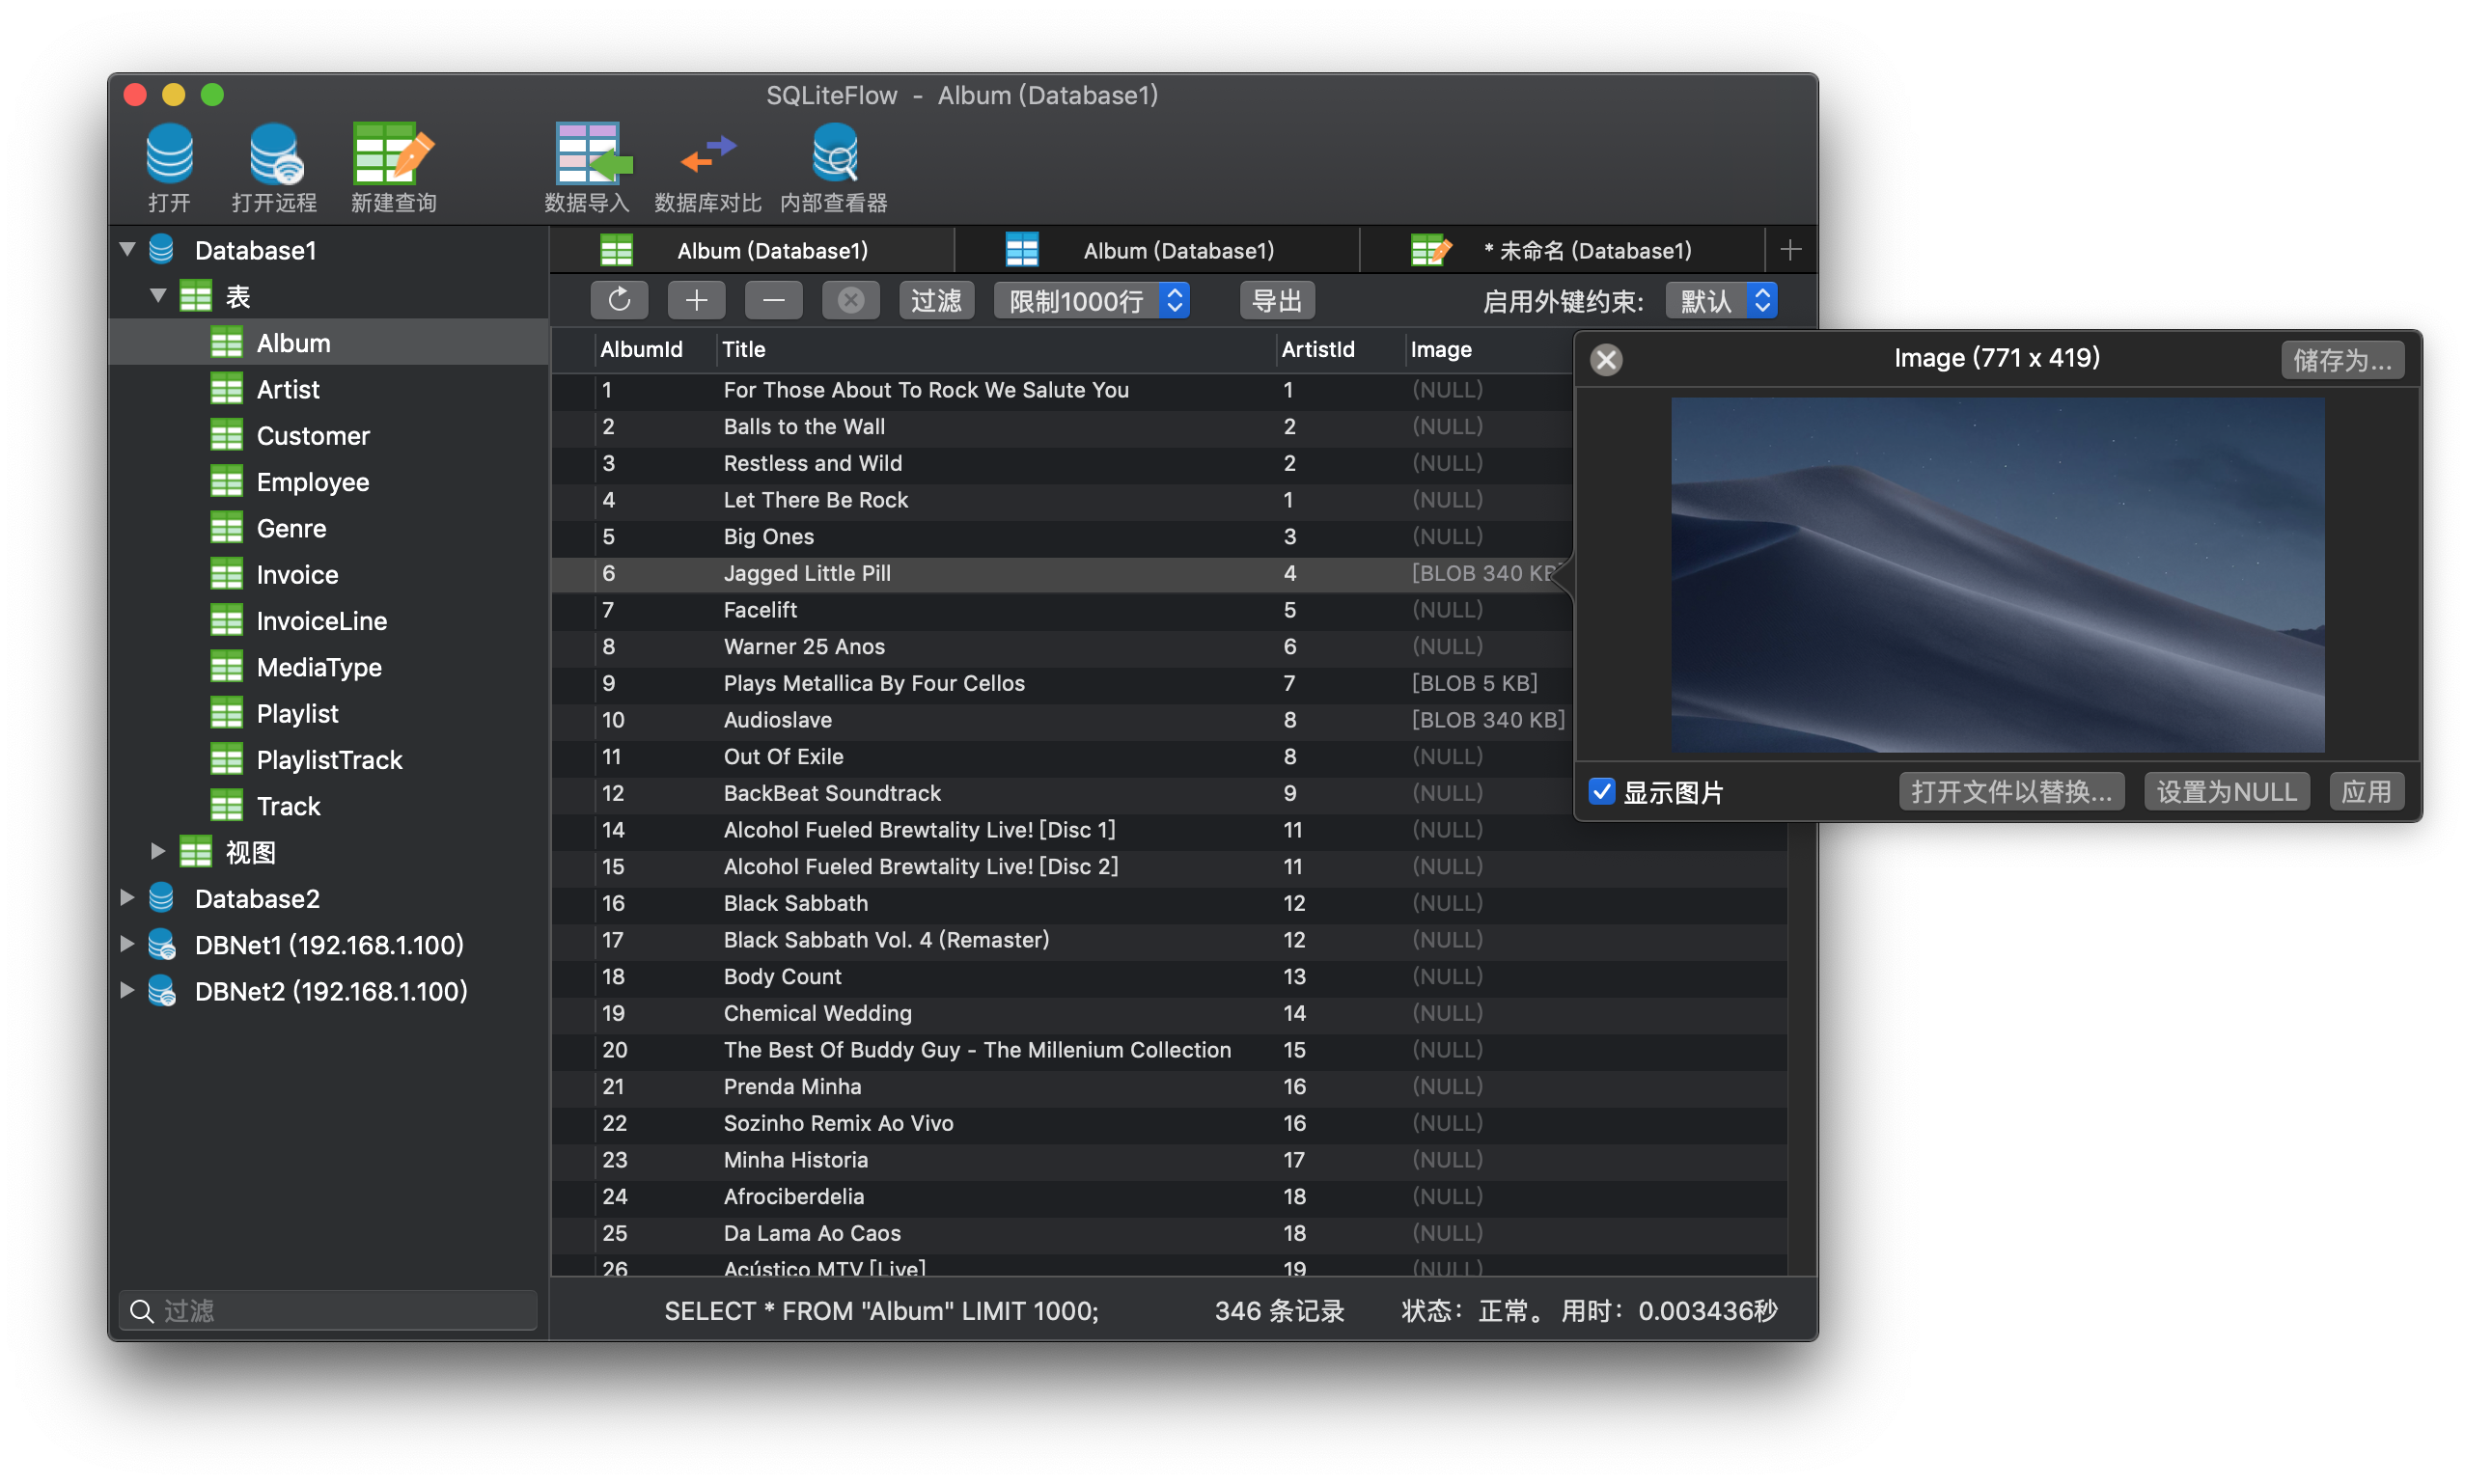 SQLiteFlow - Album (Database1)
打开 打开远程 新建查询 数据导入 数据库对比 内部查看器
Database1
表
Album
Artist
Customer
Employee
Genre
Invoice
InvoiceLine
MediaType
Playlist
PlaylistTrack
Track
视图
Database2
DBNet1 (192.168.1.100)
DBNet2 (192.168.1.100)
过滤
Album (Database1) Album (Database1) * 未命名 (Database1)
过滤 限制1000行 导出 启用外键约束: 默认
AlbumId Title ArtistId Image
1 For Those About To Rock We Salute You 1 (NULL)
2 Balls to the Wall 2 (NULL)
3 Restless and Wild 2 (NULL)
4 Let There Be Rock 1 (NULL)
5 Big Ones 3 (NULL)
6 Jagged Little Pill 4 [BLOB 340 KB]
7 Facelift 5 (NULL)
8 Warner 25 Anos 6 (NULL)
9 Plays Metallica By Four Cellos 7 [BLOB 5 KB]
10 Audioslave 8 [BLOB 340 KB]
11 Out Of Exile 8 (NULL)
12 BackBeat Soundtrack 9 (NULL)
14 Alcohol Fueled Brewtality Live! [Disc 1] 11 (NULL)
15 Alcohol Fueled Brewtality Live! [Disc 2] 11 (NULL)
16 Black Sabbath 12 (NULL)
17 Black Sabbath Vol. 4 (Remaster) 12 (NULL)
18 Body Count 13 (NULL)
19 Chemical Wedding 14 (NULL)
20 The Best Of Buddy Guy - The Millenium Collection 15 (NULL)
21 Prenda Minha 16 (NULL)
22 Sozinho Remix Ao Vivo 16 (NULL)
23 Minha Historia 17 (NULL)
24 Afrociberdelia 18 (NULL)
25 Da Lama Ao Caos 18 (NULL)
26 Acústico MTV [Live] 19 (NULL)
SELECT * FROM "Album" LIMIT 1000; 346 条记录 状态：正常。 用时：0.003436秒
Image (771 x 419) 储存为...
显示图片 打开文件以替换... 设置为NULL 应用